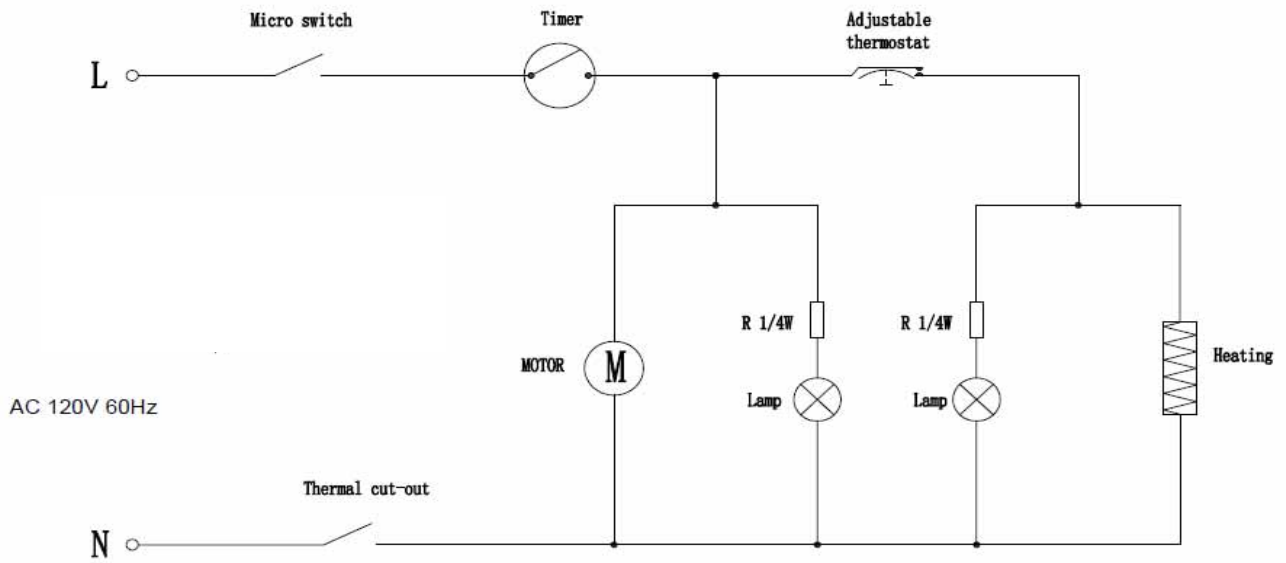 Micro switch
Timer
Adjustable
thermostat
L
R 1/4W
R 1/4W
MOTOR
M
Heating
Lamp
Lamp
AC 120V 60Hz
Thermal cut-out
N